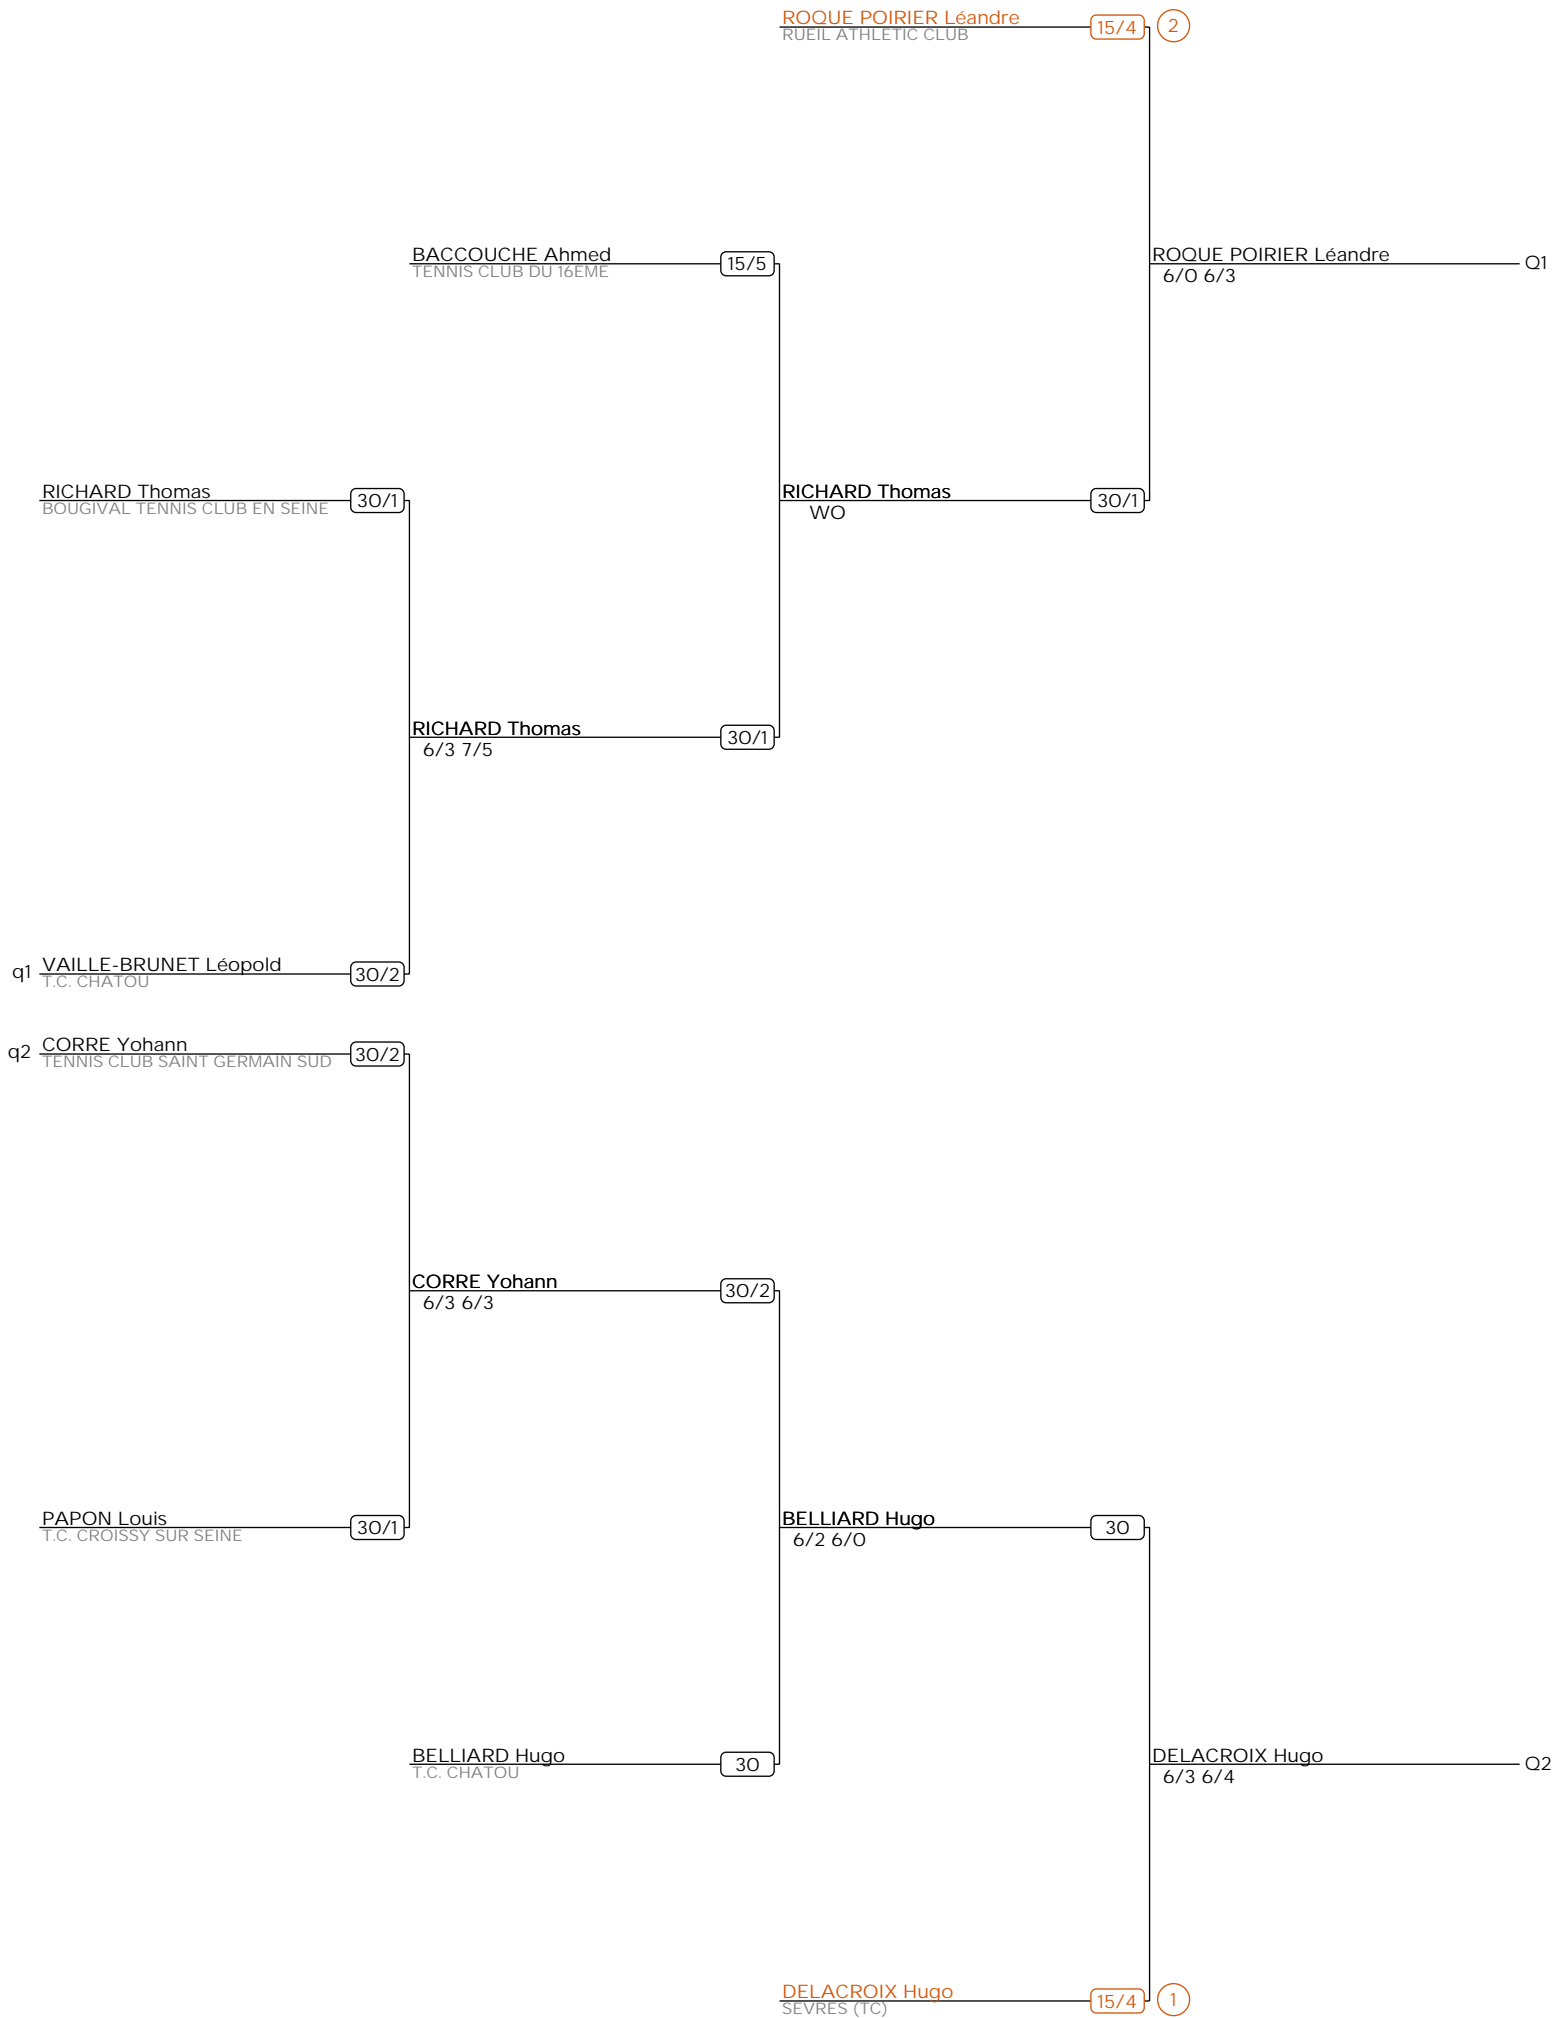 ROQUE POIRIER Léandre
RUEIL ATHLETIC CLUB
15/4
2
BACCOUCHE Ahmed
TENNIS CLUB DU 16EME
15/5
ROQUE POIRIER Léandre
6/0 6/3
Q1
RICHARD Thomas
BOUGIVAL TENNIS CLUB EN SEINE
30/1
RICHARD Thomas
WO
30/1
RICHARD Thomas
6/3 7/5
30/1
q1
VAILLE-BRUNET Léopold
T.C. CHATOU
30/2
q2
CORRE Yohann
TENNIS CLUB SAINT GERMAIN SUD
30/2
CORRE Yohann
6/3 6/3
30/2
PAPON Louis
T.C. CROISSY SUR SEINE
30/1
BELLIARD Hugo
6/2 6/0
30
BELLIARD Hugo
T.C. CHATOU
30
DELACROIX Hugo
6/3 6/4
Q2
DELACROIX Hugo
SEVRES (TC)
15/4
1